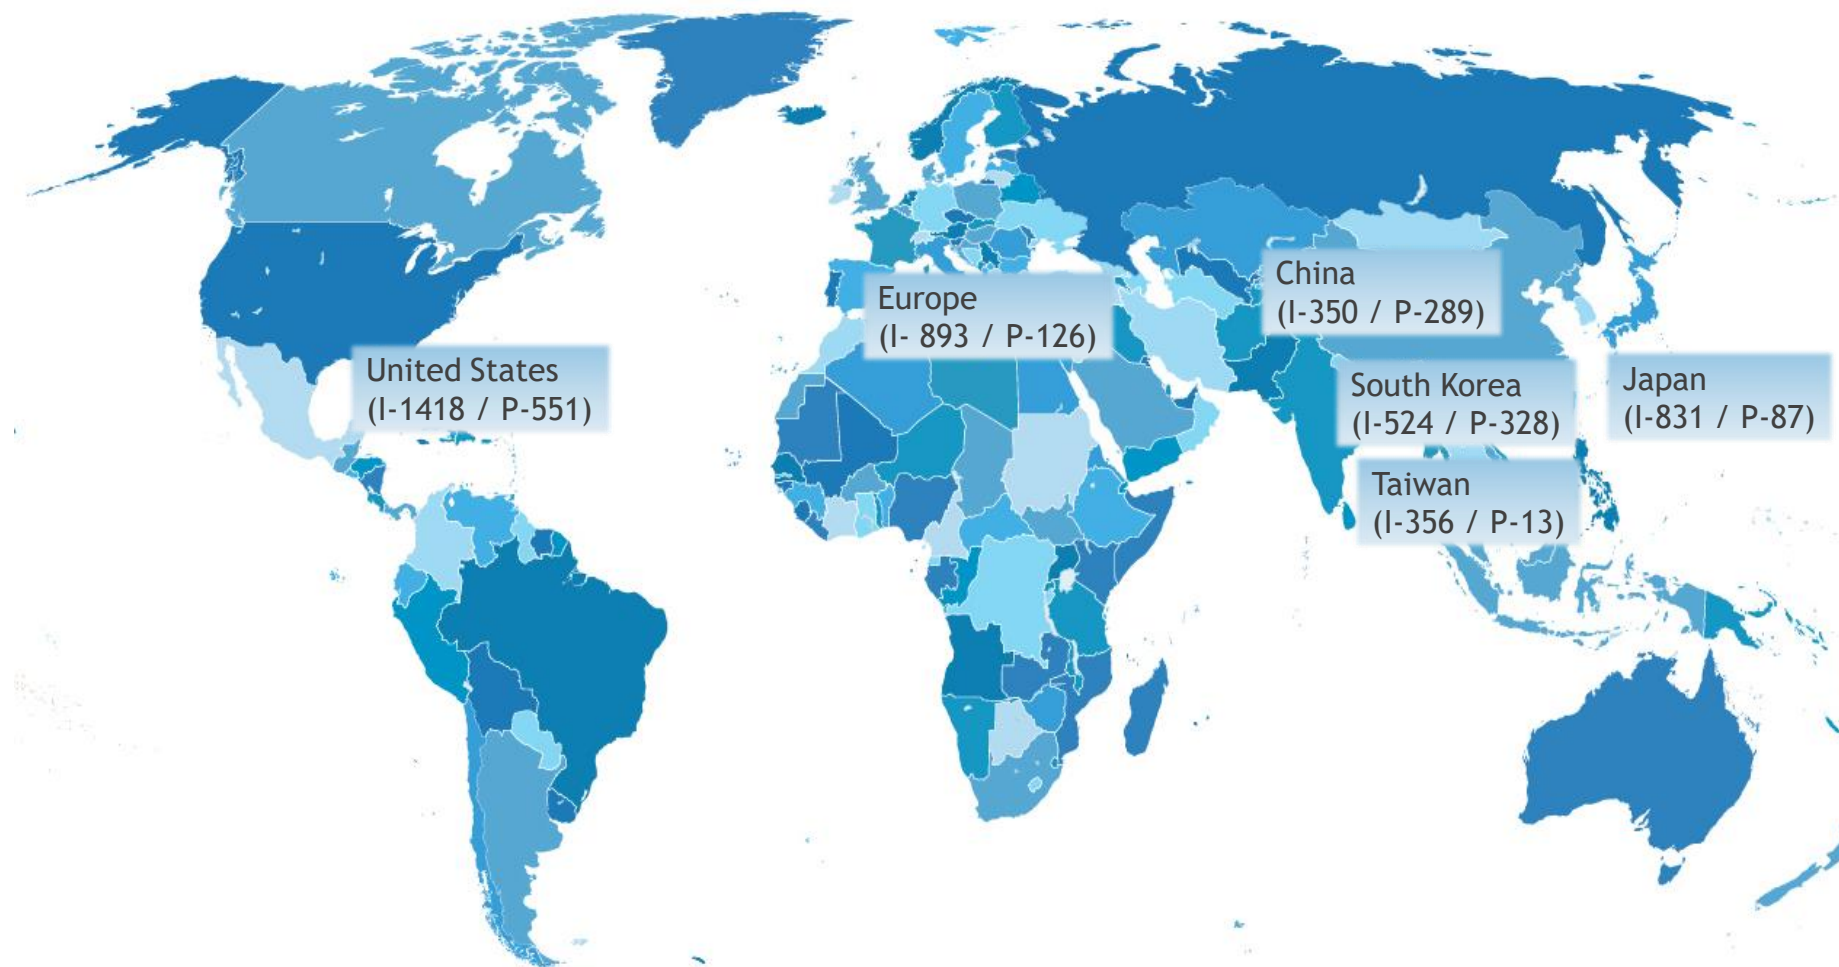 United States
(I-1418 / P-551)
Europe
(I- 893 / P-126)
China
(I-350 / P-289)
South Korea
(I-524 / P-328)
Japan
(I-831 / P-87)
Taiwan
(I-356 / P-13)